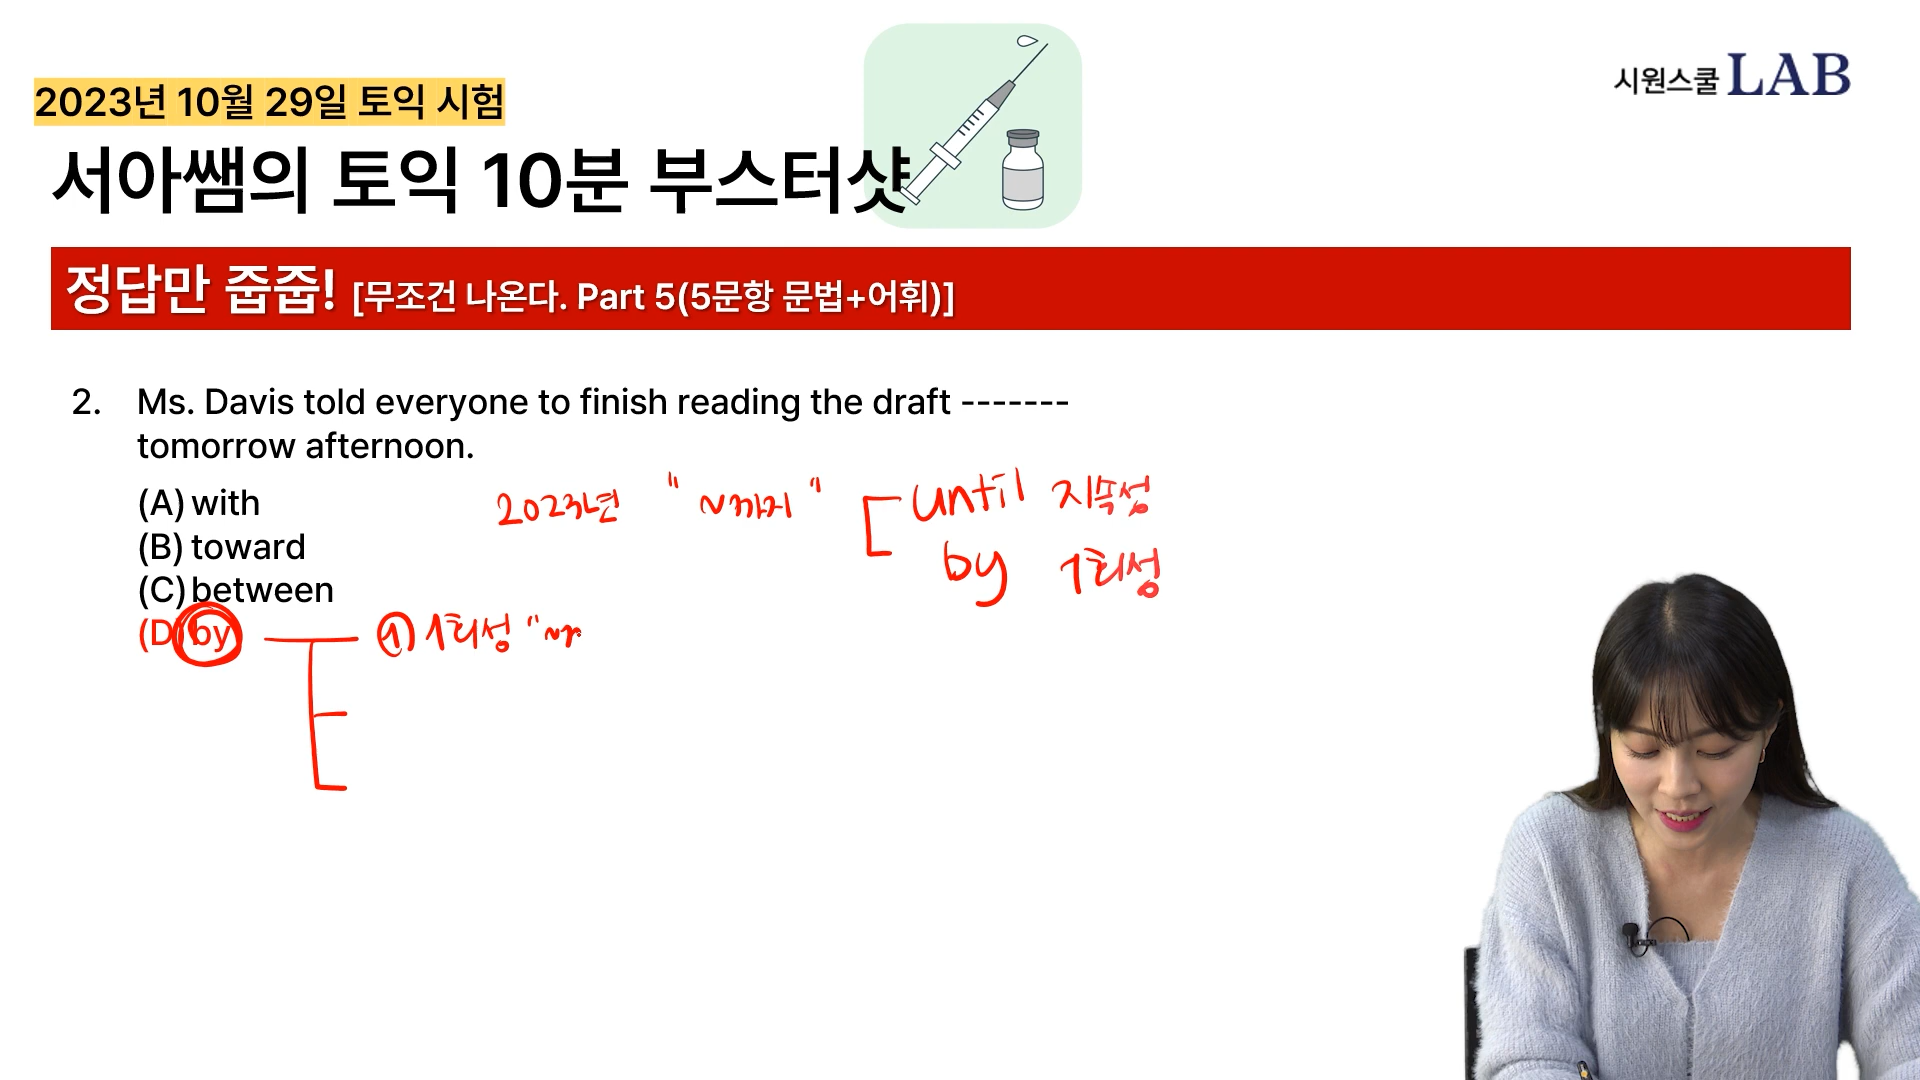 2023년 10월 29일 토익 시험
시원스쿨 LAB
서아쌤의 토익 10분 부스터샷
정답만 줍줍! [무조건 나온다. Part 5(5문항 문법+어휘)]
2. Ms. Davis told everyone to finish reading the draft -------
tomorrow afternoon.
(A) with
(B) toward
(C) between
(D) by
2023년 "~까지" until 지속성
by 1회성
① 1회성 "~